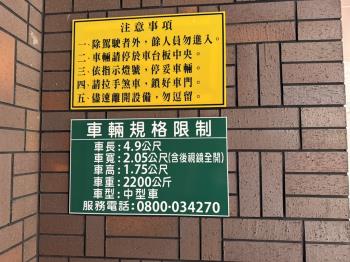 注意事項
一、除駕駛者外，餘人員勿進入。
二、車輛請停於車台板中央。
三、依指示燈號，停妥車輛。
四、請拉手煞車，鎖好車門。
五、儘速離開設備，勿逗留。
車輛規格限制
車長：4.9公尺
車寬：2.05公尺(含後視鏡全開)
車高：1.75公尺
車重：2200公斤
車型：中型車
服務電話：0800-034270